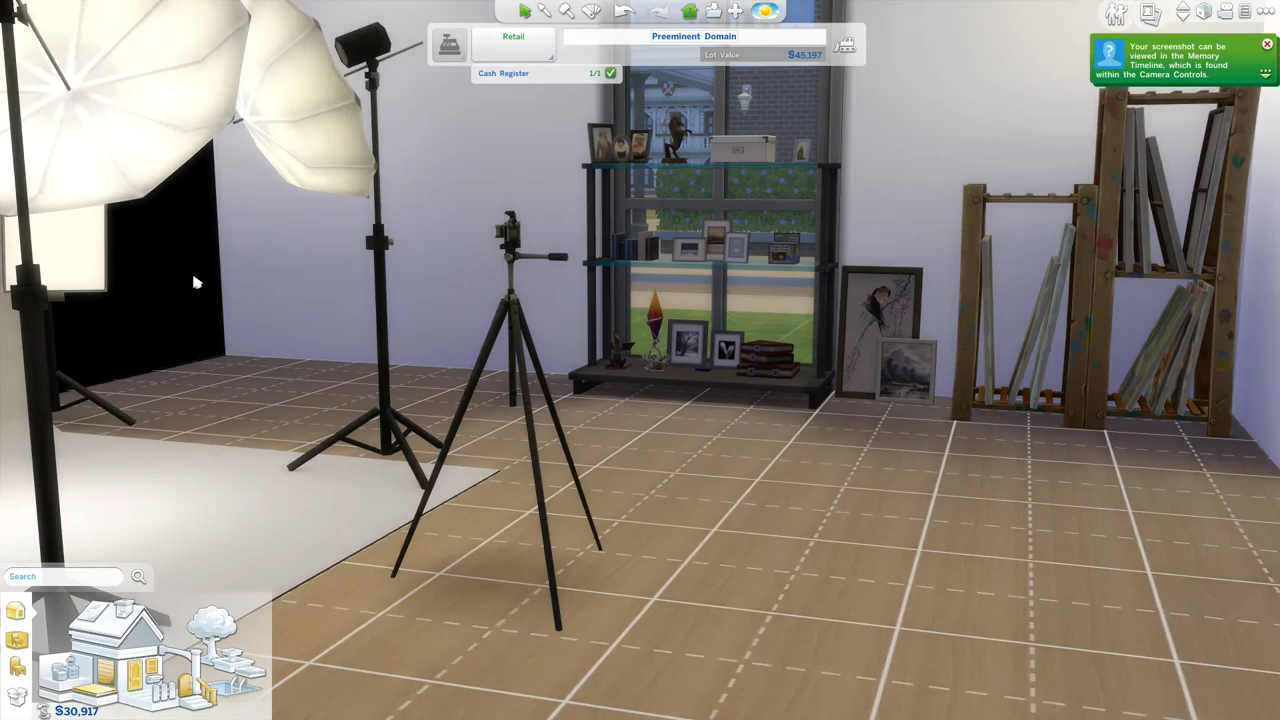 Retail
Preeminent Domain
Lot Value
§45,197
Cash Register
1/1
Your screenshot can be
viewed in the Memory
Timeline, which is found
within the Camera Controls.
Search
§30,917